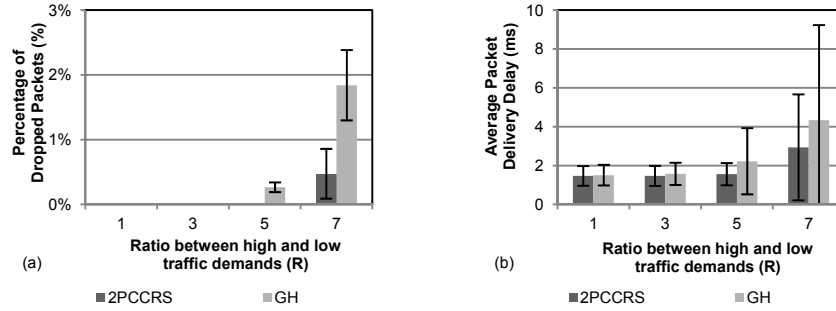 Percentage of
Dropped Packets (%)
3%
2%
1%
0%
1 3 5 7
Ratio between high and low
traffic demands (R)
(a)
2PCCRS GH
Average Packet
Delivery Delay (ms)
10
8
6
4
2
0
1 3 5 7
Ratio between high and low
traffic demands (R)
(b)
2PCCRS GH